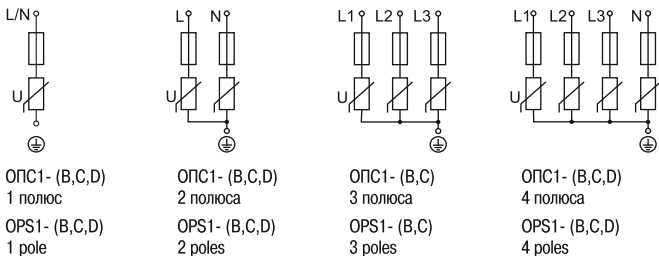 L/N
U
L N
U
L1 L2 L3
U
L1 L2 L3 N
U
ОПС1- (B,C,D)
1 полюс
OPS1- (B,C,D)
1 pole
ОПС1- (B,C,D)
2 полюса
OPS1- (B,C,D)
2 poles
ОПС1- (B,C)
3 полюса
OPS1- (B,C)
3 poles
ОПС1- (B,C,D)
4 полюса
OPS1- (B,C,D)
4 poles